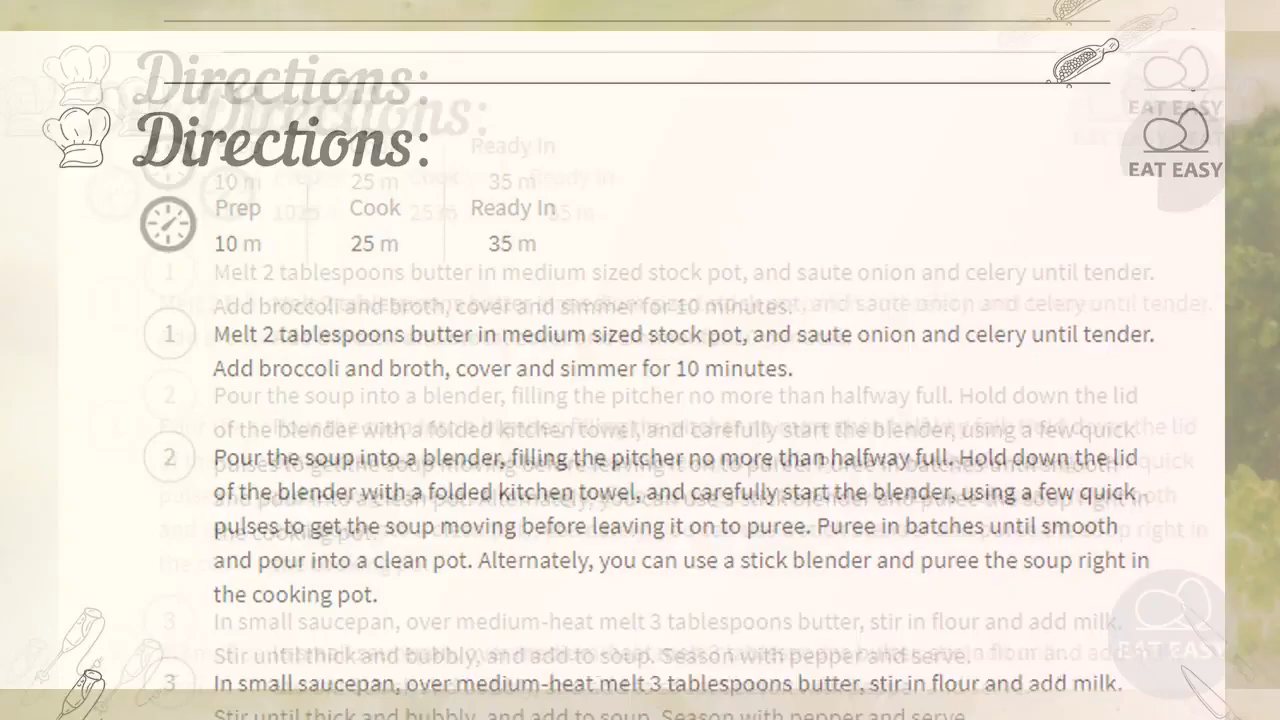 Directions:
EAT EASY
Prep Cook Ready In
10 m 25 m 35 m
1 Melt 2 tablespoons butter in medium sized stock pot, and saute onion and celery until tender.
Add broccoli and broth, cover and simmer for 10 minutes.
2 Pour the soup into a blender, filling the pitcher no more than halfway full. Hold down the lid
of the blender with a folded kitchen towel, and carefully start the blender, using a few quick
pulses to get the soup moving before leaving it on to puree. Puree in batches until smooth
and pour into a clean pot. Alternately, you can use a stick blender and puree the soup right in
the cooking pot.
EAT EASY
3 In small saucepan, over medium-heat melt 3 tablespoons butter, stir in flour and add milk.
Stir until thick and bubbly, and add to soup. Season with pepper and serve.